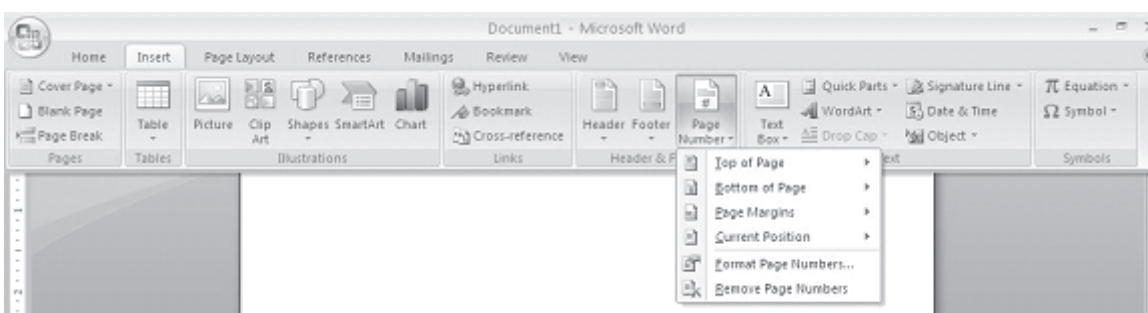 Document1 - Microsoft Word
Home Insert Page Layout References Mailings Review View
Cover Page
Blank Page
Page Break
Pages
Table
Tables
Picture Clip Art Shapes SmartArt Chart
Illustrations
Hyperlink
Bookmark
Cross-reference
Links
Header Footer Page Number
Header & F
Text Box
Quick Parts
WordArt
Drop Cap
Signature Line
Date & Time
Object
ext
Equation
Symbol
Symbols
Top of Page
Bottom of Page
Page Margins
Current Position
Format Page Numbers...
Remove Page Numbers
1
2